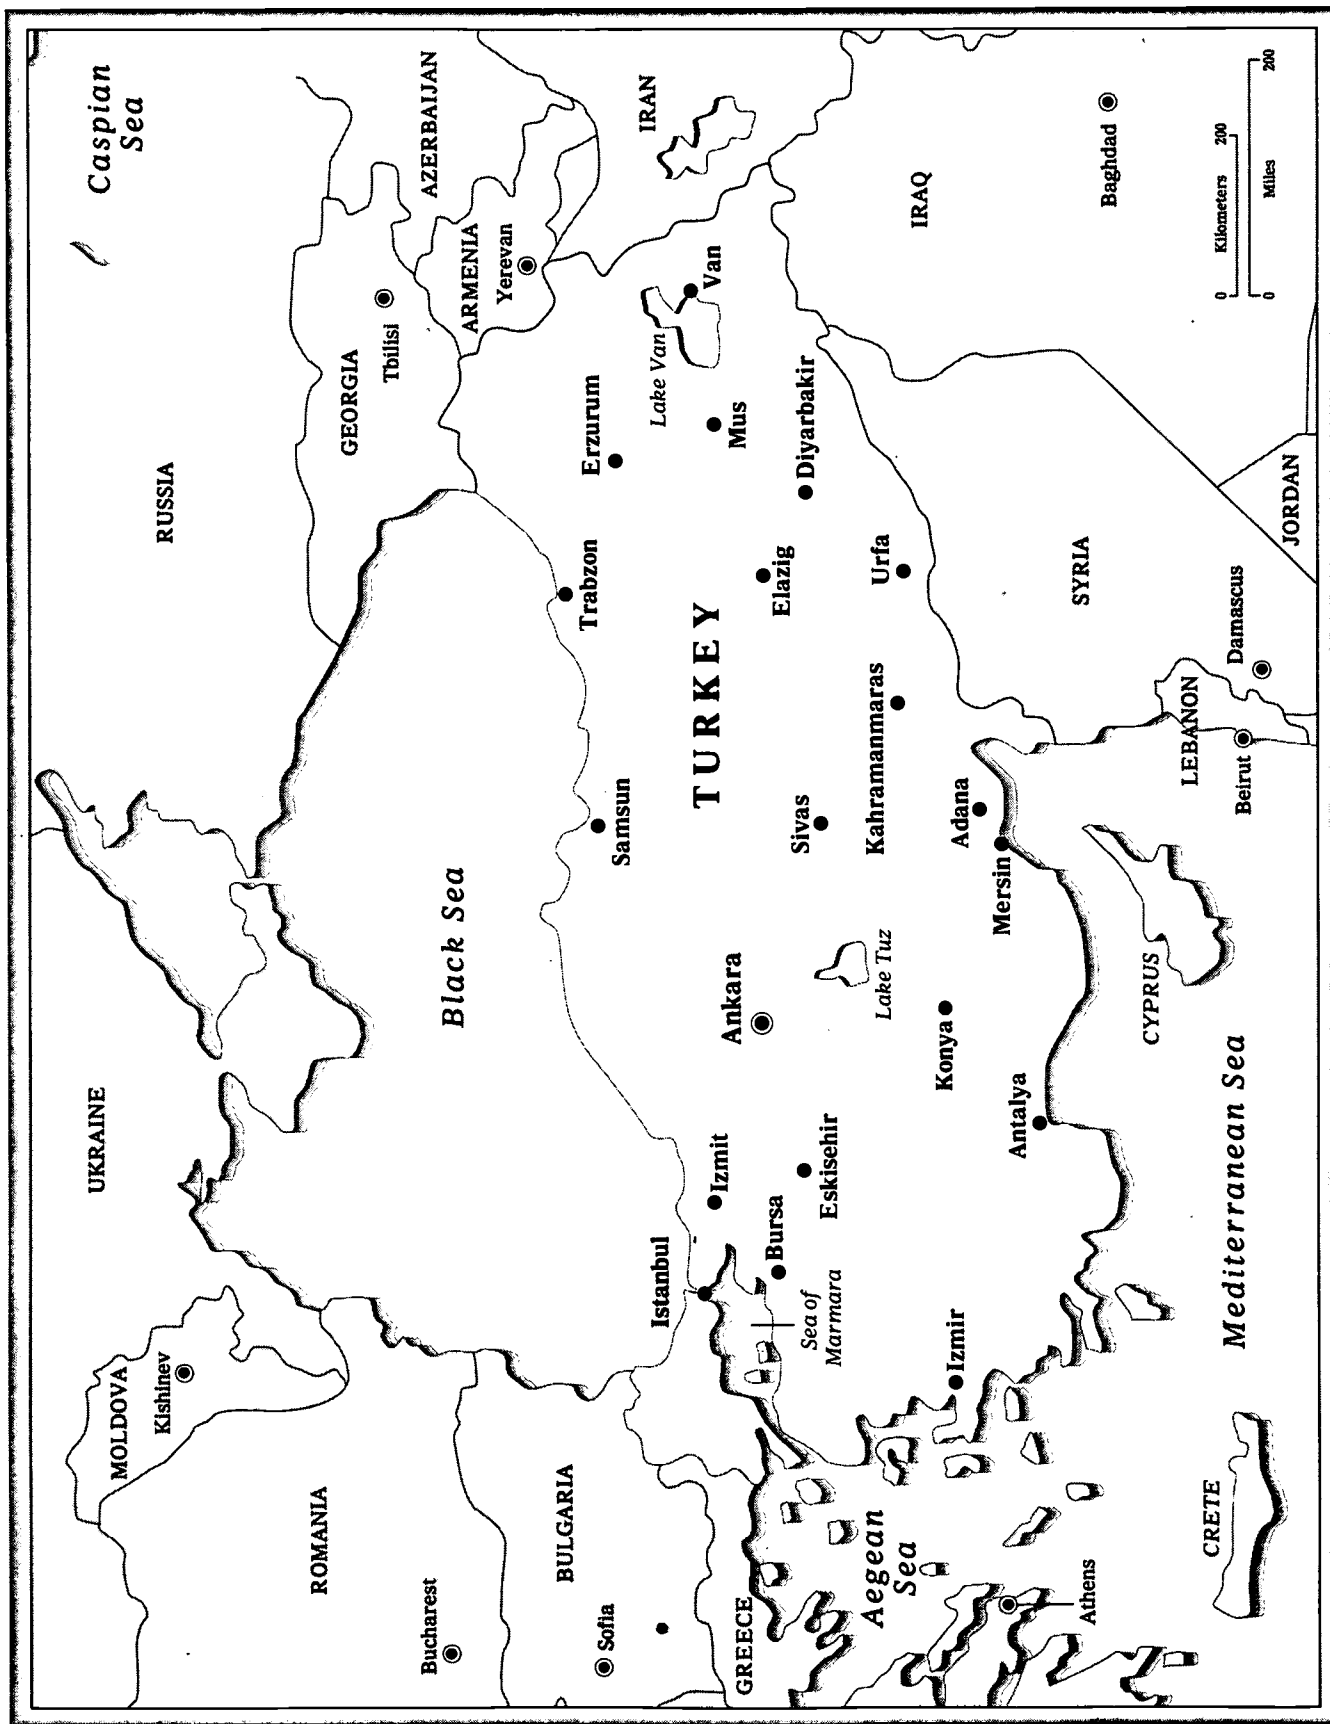 UKRAINE
RUSSIA
Caspian
Sea
MOLDOVA
Kishinev
ROMANIA
Bucharest
Black Sea
GEORGIA
Tbilisi
AZERBAIJAN
ARMENIA
Yerevan
BULGARIA
Sofia
Istanbul
Izmit
Samsun
Trabzon
Erzurum
IRAN
GREECE
Bursa
Sea of
Marmara
Eskisehir
Ankara
TURKEY
Sivas
Elazig
Mus
Lake Van
Van
Diyarbakir
Aegean
Sea
Izmir
Lake Tuz
Konya
Kahramanmaras
Urfa
IRAQ
Athens
Antalya
Mersin
Adana
SYRIA
Baghdad
CRETE
Mediterranean Sea
CYPRUS
LEBANON
Beirut
Damascus
JORDAN
0 Kilometers 200
0 Miles 200